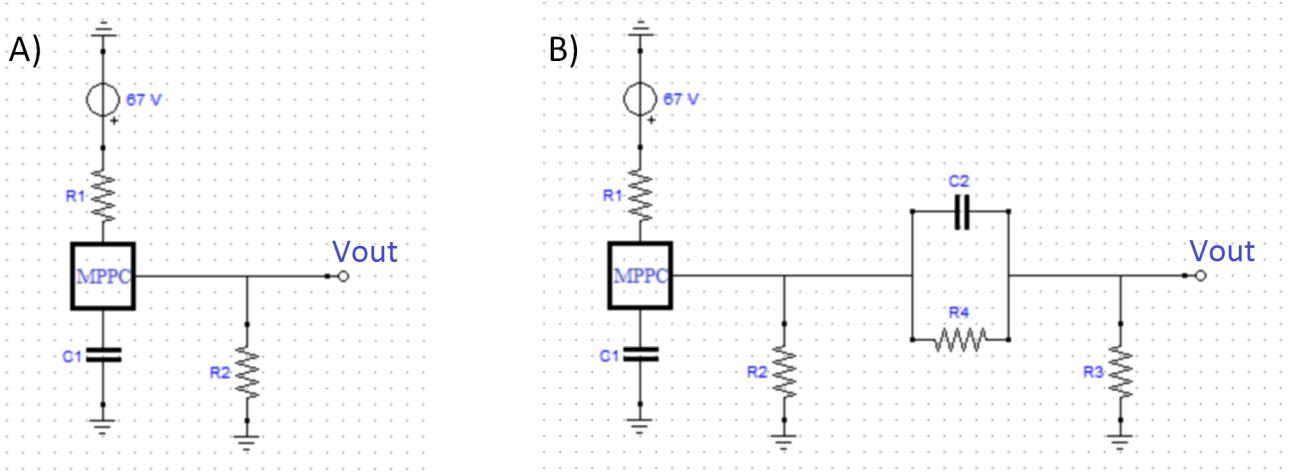 A)
67 V
+
R1
MPPC
Vout
C1
R2
B)
67 V
+
R1
MPPC
C1
R2
C2
R4
Vout
R3